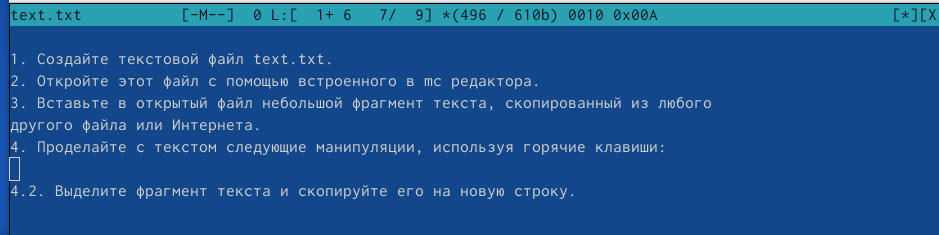 text.txt [-M--] 0 L:[ 1+ 6 7/ 9] *(496 / 610b) 0010 0x00A [*][X
1. Создайте текстовой файл text.txt.
2. Откройте этот файл с помощью встроенного в mc редактора.
3. Вставьте в открытый файл небольшой фрагмент текста, скопированный из любого
другого файла или Интернета.
4. Проделайте с текстом следующие манипуляции, используя горячие клавиши:
4.2. Выделите фрагмент текста и скопируйте его на новую строку.